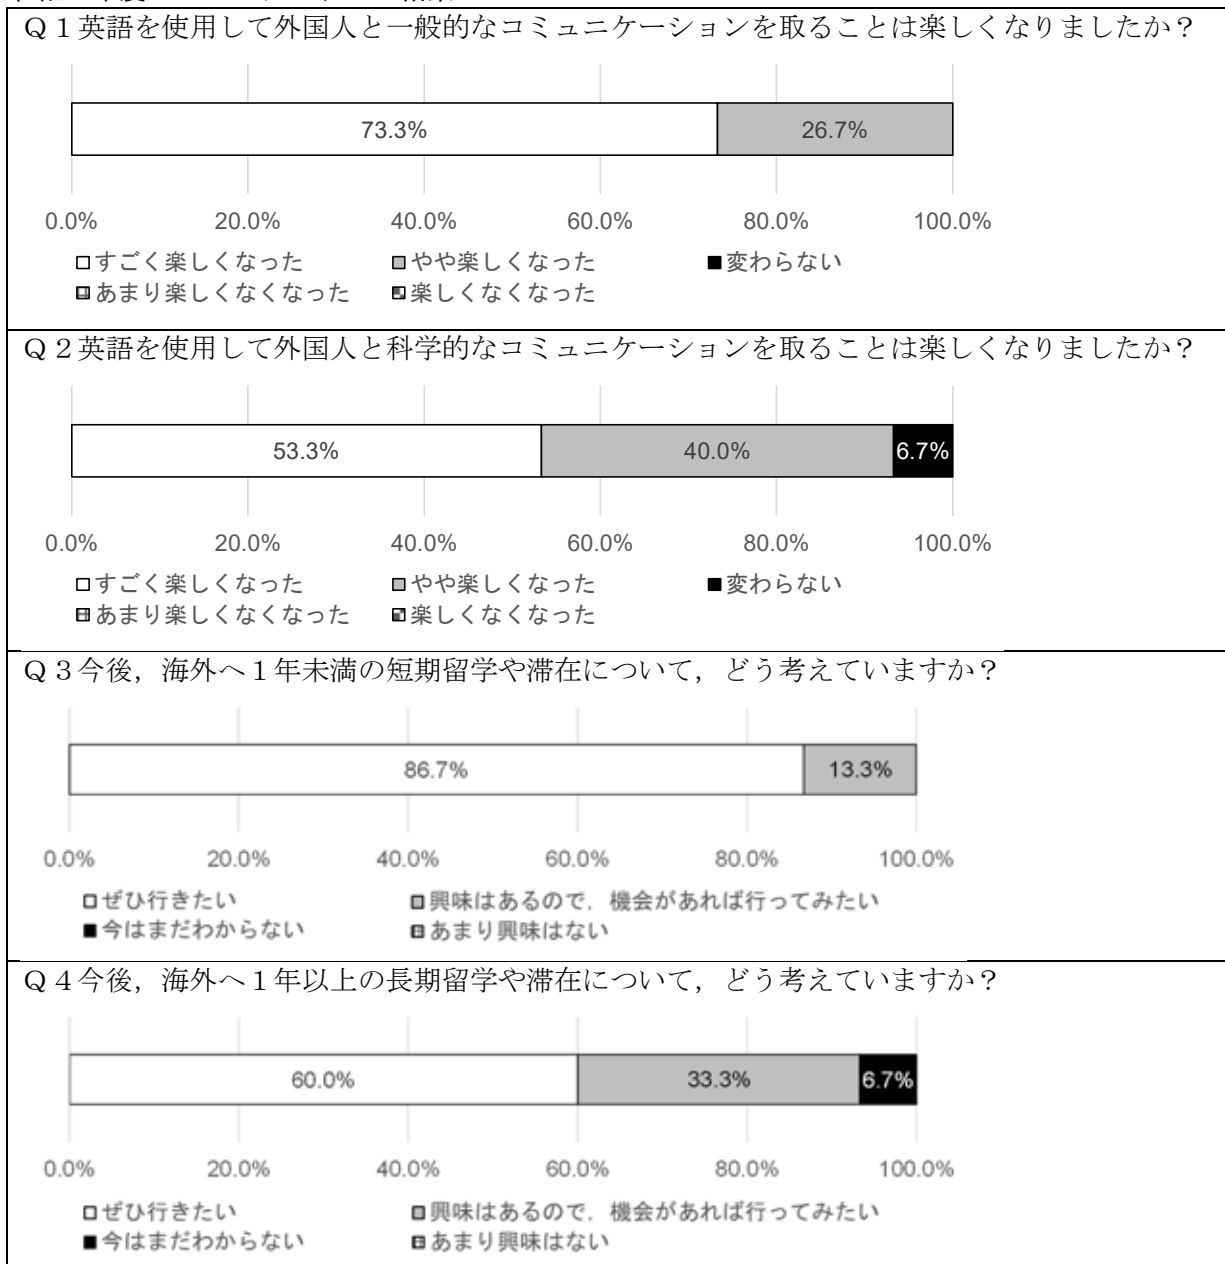 Q１英語を使用して外国人と一般的なコミュニケーションを取ることは楽しくなりましたか？
73.3% 26.7%
0.0% 20.0% 40.0% 60.0% 80.0% 100.0%
すごく楽しくなった やや楽しくなった 変わらない
あまり楽しくなくなった 楽しくなくなった
Q２英語を使用して外国人と科学的なコミュニケーションを取ることは楽しくなりましたか？
53.3% 40.0% 6.7%
0.0% 20.0% 40.0% 60.0% 80.0% 100.0%
すごく楽しくなった やや楽しくなった 変わらない
あまり楽しくなくなった 楽しくなくなった
Q３今後，海外へ１年未満の短期留学や滞在について，どう考えていますか？
86.7% 13.3%
0.0% 20.0% 40.0% 60.0% 80.0% 100.0%
ぜひ行きたい 興味はあるので，機会があれば行ってみたい
今はまだわからない あまり興味はない
Q４今後，海外へ１年以上の長期留学や滞在について，どう考えていますか？
60.0% 33.3% 6.7%
0.0% 20.0% 40.0% 60.0% 80.0% 100.0%
ぜひ行きたい 興味はあるので，機会があれば行ってみたい
今はまだわからない あまり興味はない